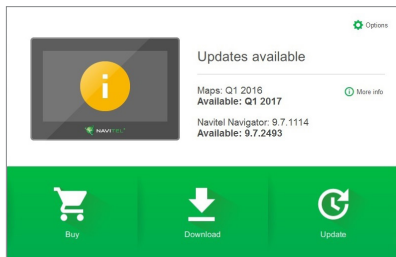 Options
Updates available
Maps: Q1 2016
Available: Q1 2017
More info
Navitel Navigator: 9.7.1114
Available: 9.7.2493
NAVITEL
Buy
Download
Update